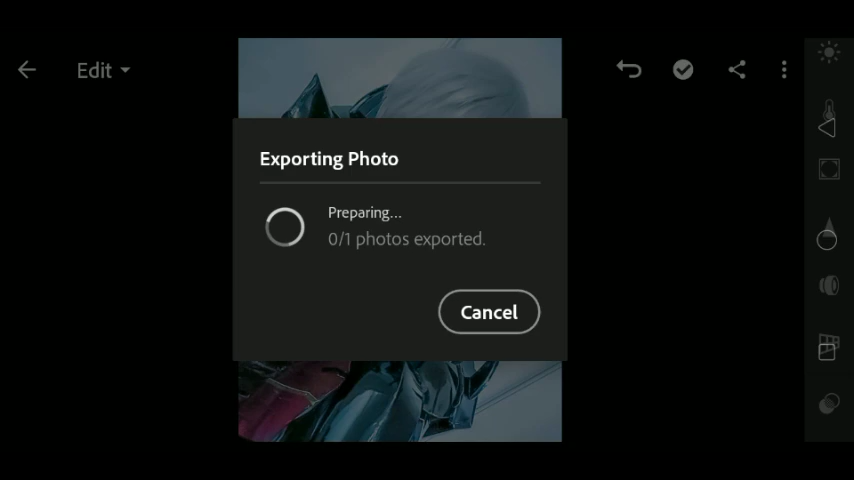 Edit
Exporting Photo
Preparing...
0/1 photos exported.
Cancel